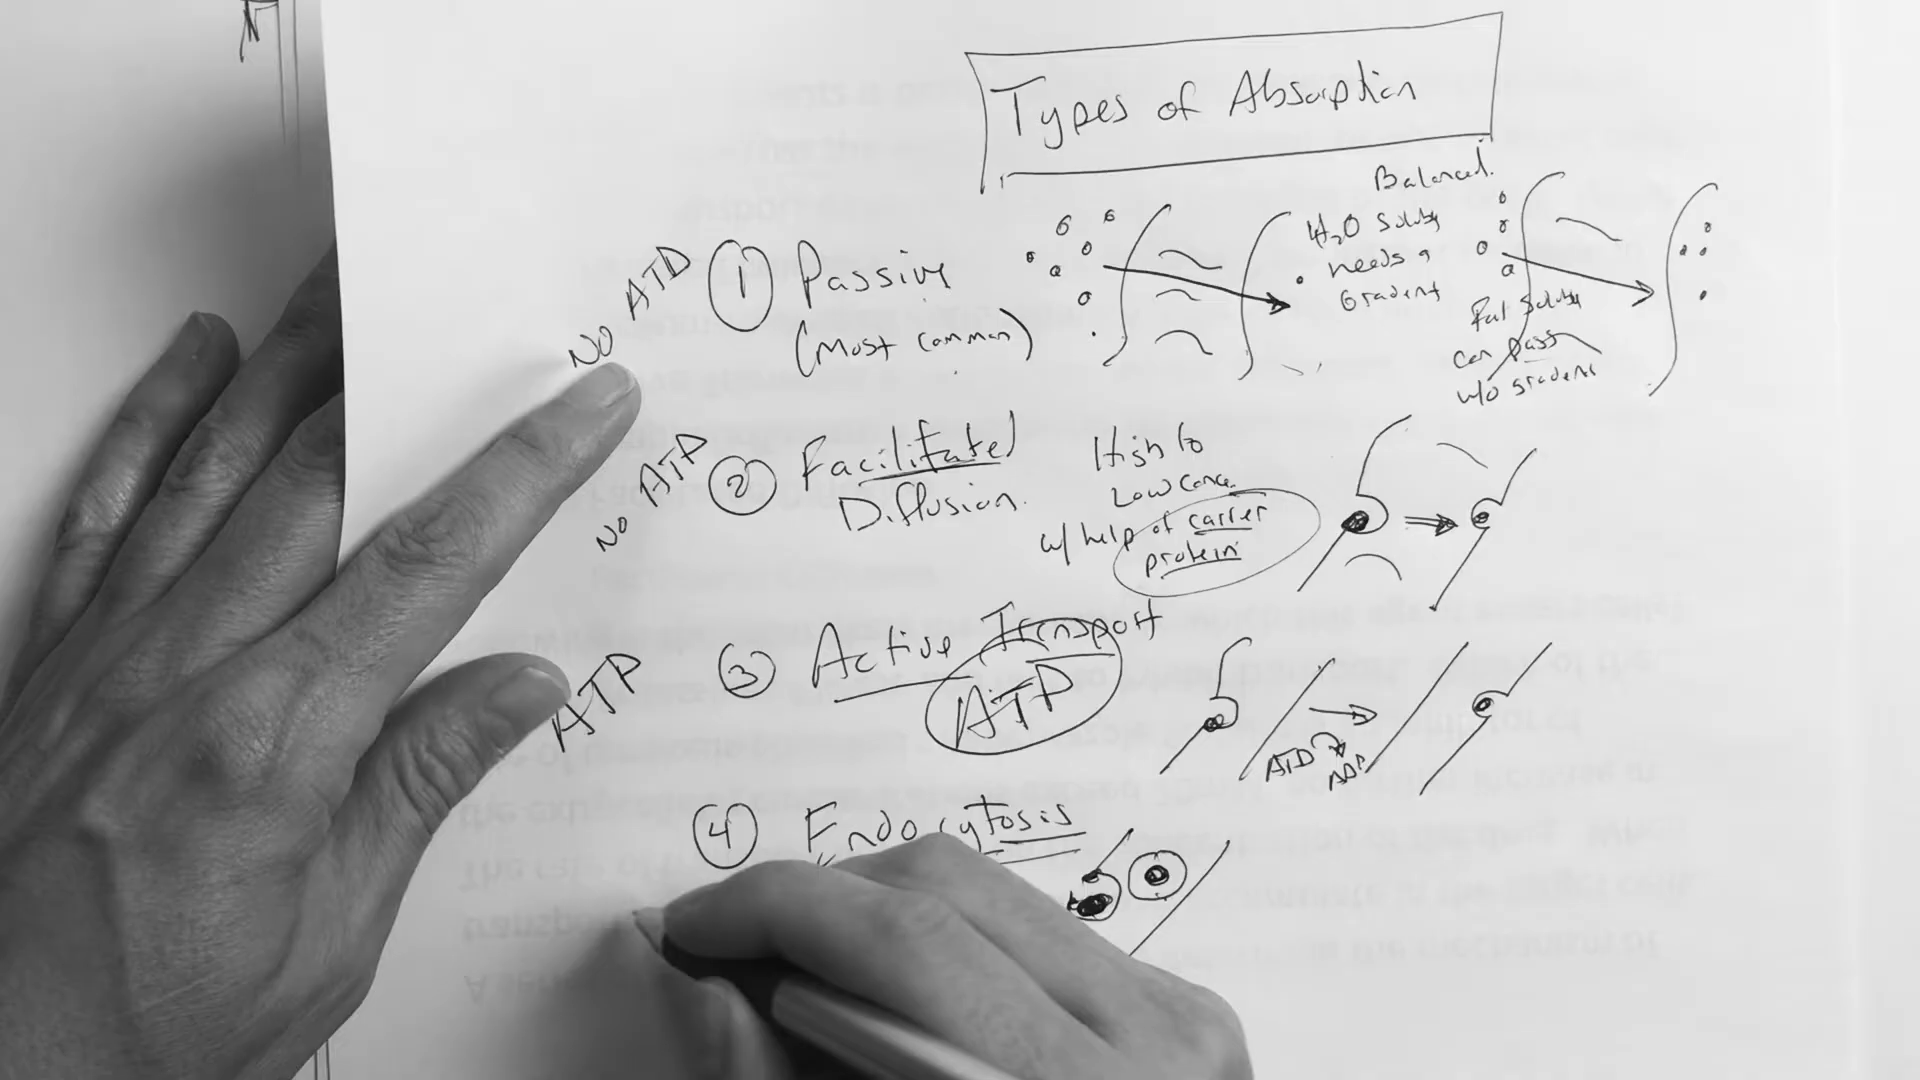 Types of Absorption
NO ATP ① Passive
(Most Common)
H₂O soluble
needs a
Gradient
Balanced.
Fat soluble
can pass
w/o gradient
NO ATP ② Facilitated
Diffusion.
High to
Low conc.
w/ help of carrier
protein
ATP ③ Active Transport
ATP
ATP
ADP
④ Endocytosis